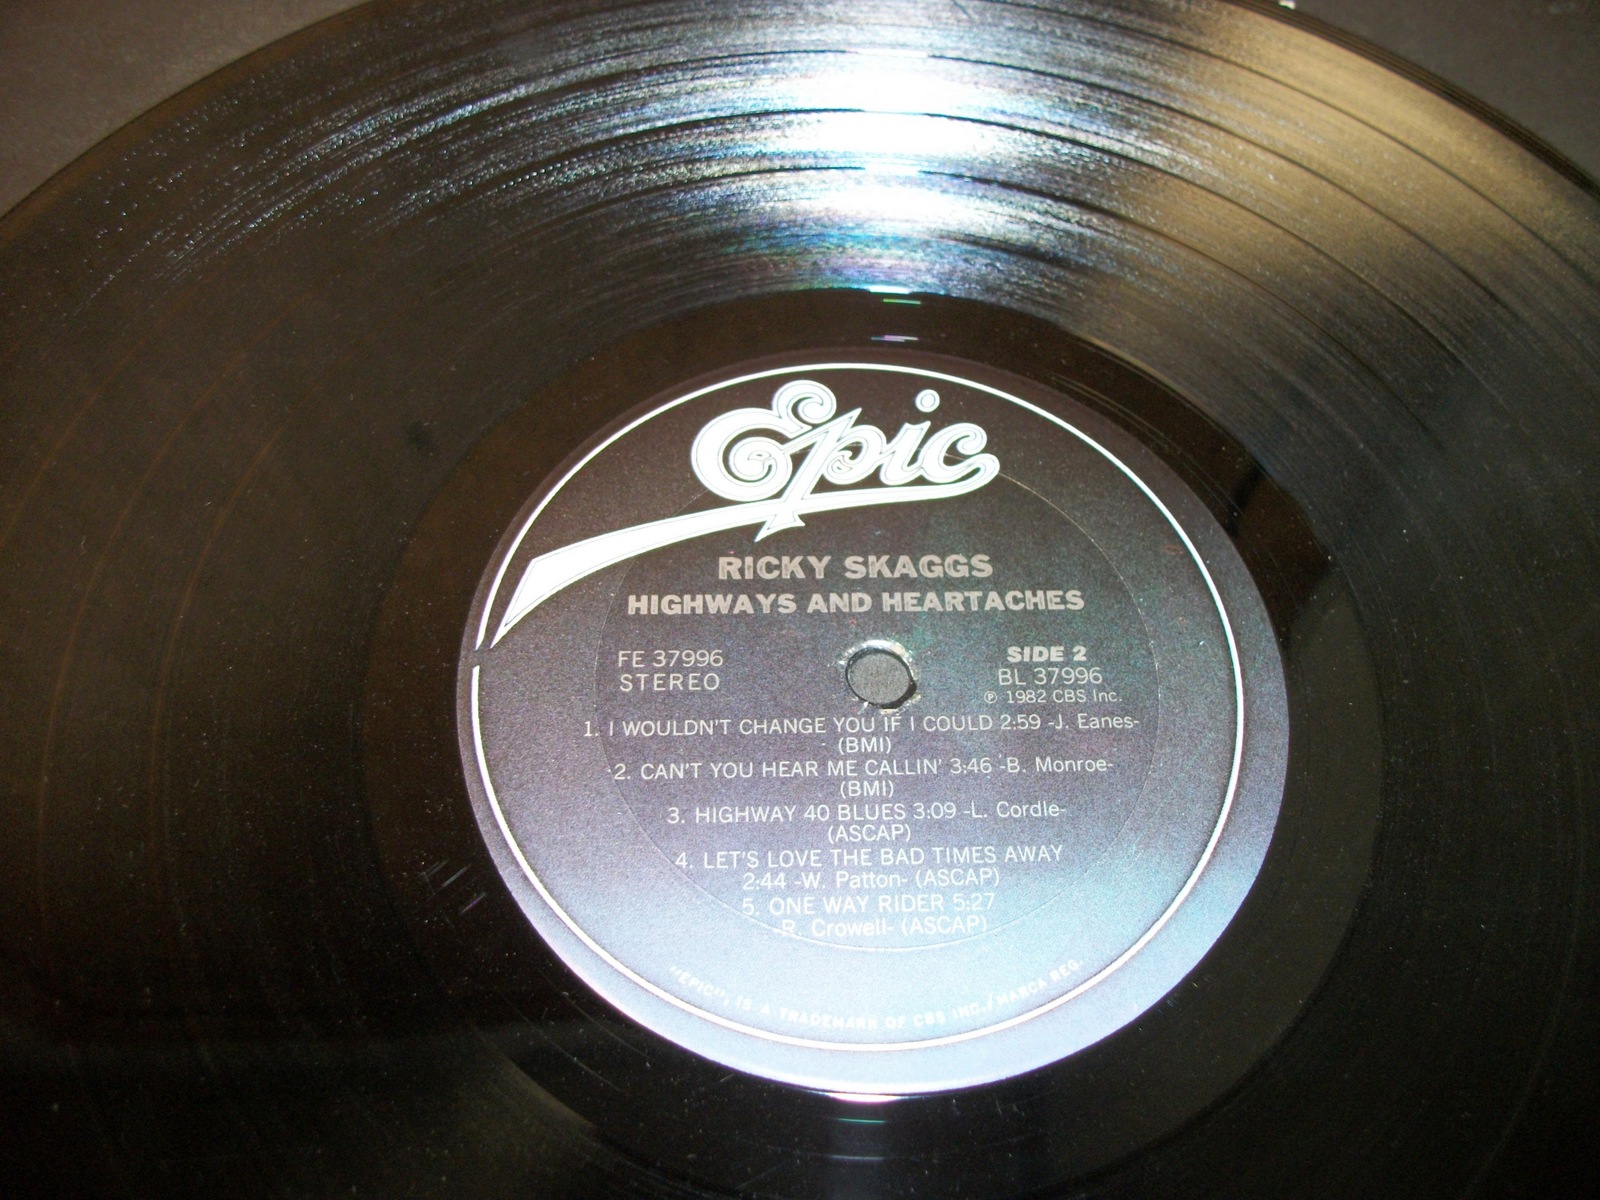 Epic
RICKY SKAGGS
HIGHWAYS AND HEARTACHES
FE 37996
STEREO
SIDE 2
BL 37996
℗ 1982 CBS Inc.
1. I WOULDN'T CHANGE YOU IF I COULD 2:59 -J. Eanes-
(BMI)
2. CAN'T YOU HEAR ME CALLIN' 3:46 -B. Monroe-
(BMI)
3. HIGHWAY 40 BLUES 3:09 -L. Cordle-
(ASCAP)
4. LET'S LOVE THE BAD TIMES AWAY
2:44 -W. Patton- (ASCAP)
5. ONE WAY RIDER 5:27
-R. Crowell- (ASCAP)
"EPIC", IS A TRADEMARK OF CBS INC./MARCA REG.